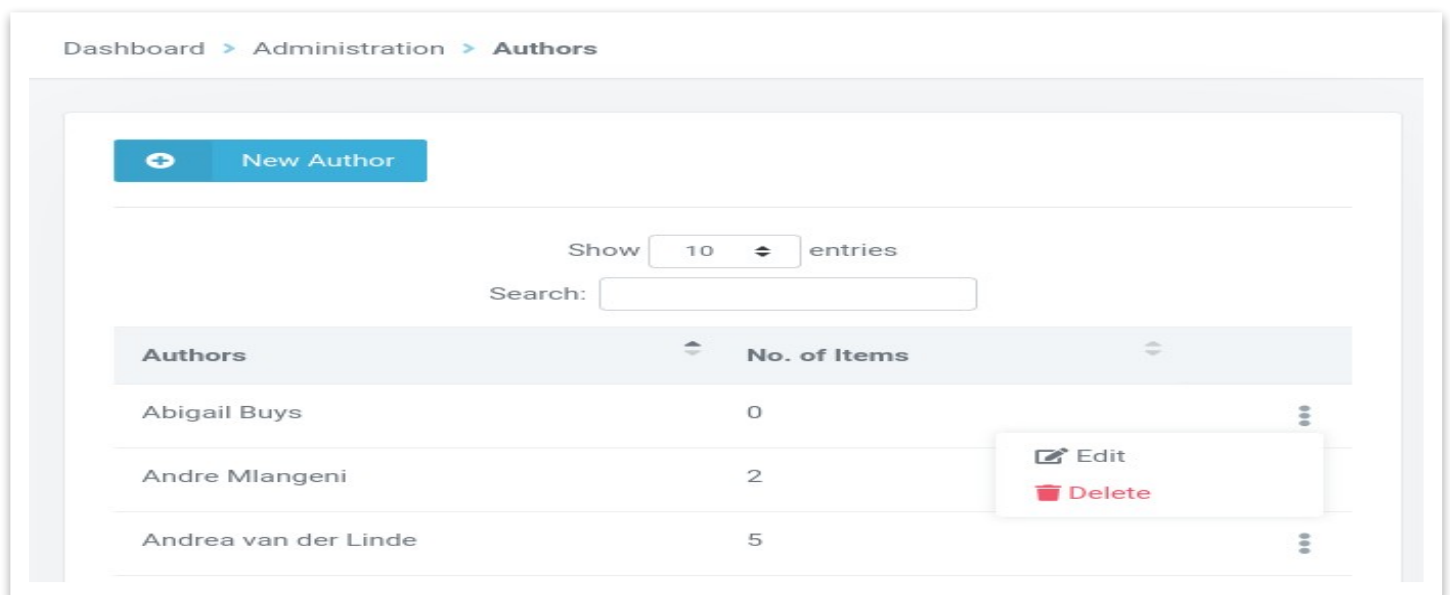 Dashboard > Administration > Authors
New Author
Show 10 entries
Search:
Authors No. of Items
Abigail Buys 0
Edit
Andre Mlangeni 2
Delete
Andrea van der Linde 5